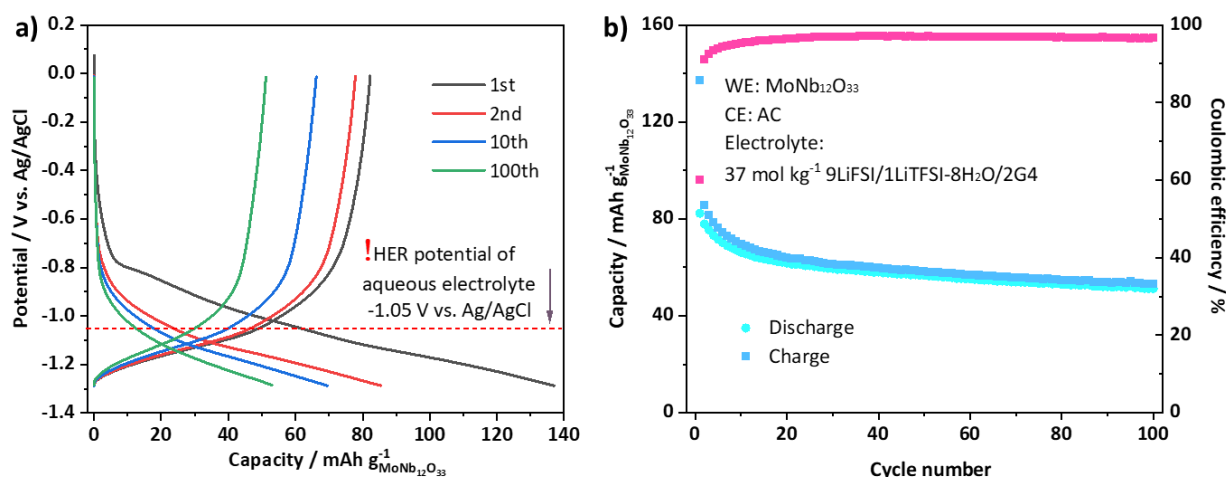 a)
Potential / V vs. Ag/AgCl
0.0
-0.2
-0.4
-0.6
-0.8
-1.0
-1.2
-1.4
1st
2nd
10th
100th
!HER potential of
aqueous electrolyte
-1.05 V vs. Ag/AgCl
0 20 40 60 80 100 120 140
Capacity / mAh g⁻¹ MoNb₁₂O₃₃
b)
Capacity / mAh g⁻¹ MoNb₁₂O₃₃
160
120
80
40
0
WE: MoNb₁₂O₃₃
CE: AC
Electrolyte:
37 mol kg⁻¹ 9LiFSI/1LiTFSI-8H₂O/2G4
Discharge
Charge
0 20 40 60 80 100
Cycle number
100
80
60
40
20
0
Coulombic efficiency / %